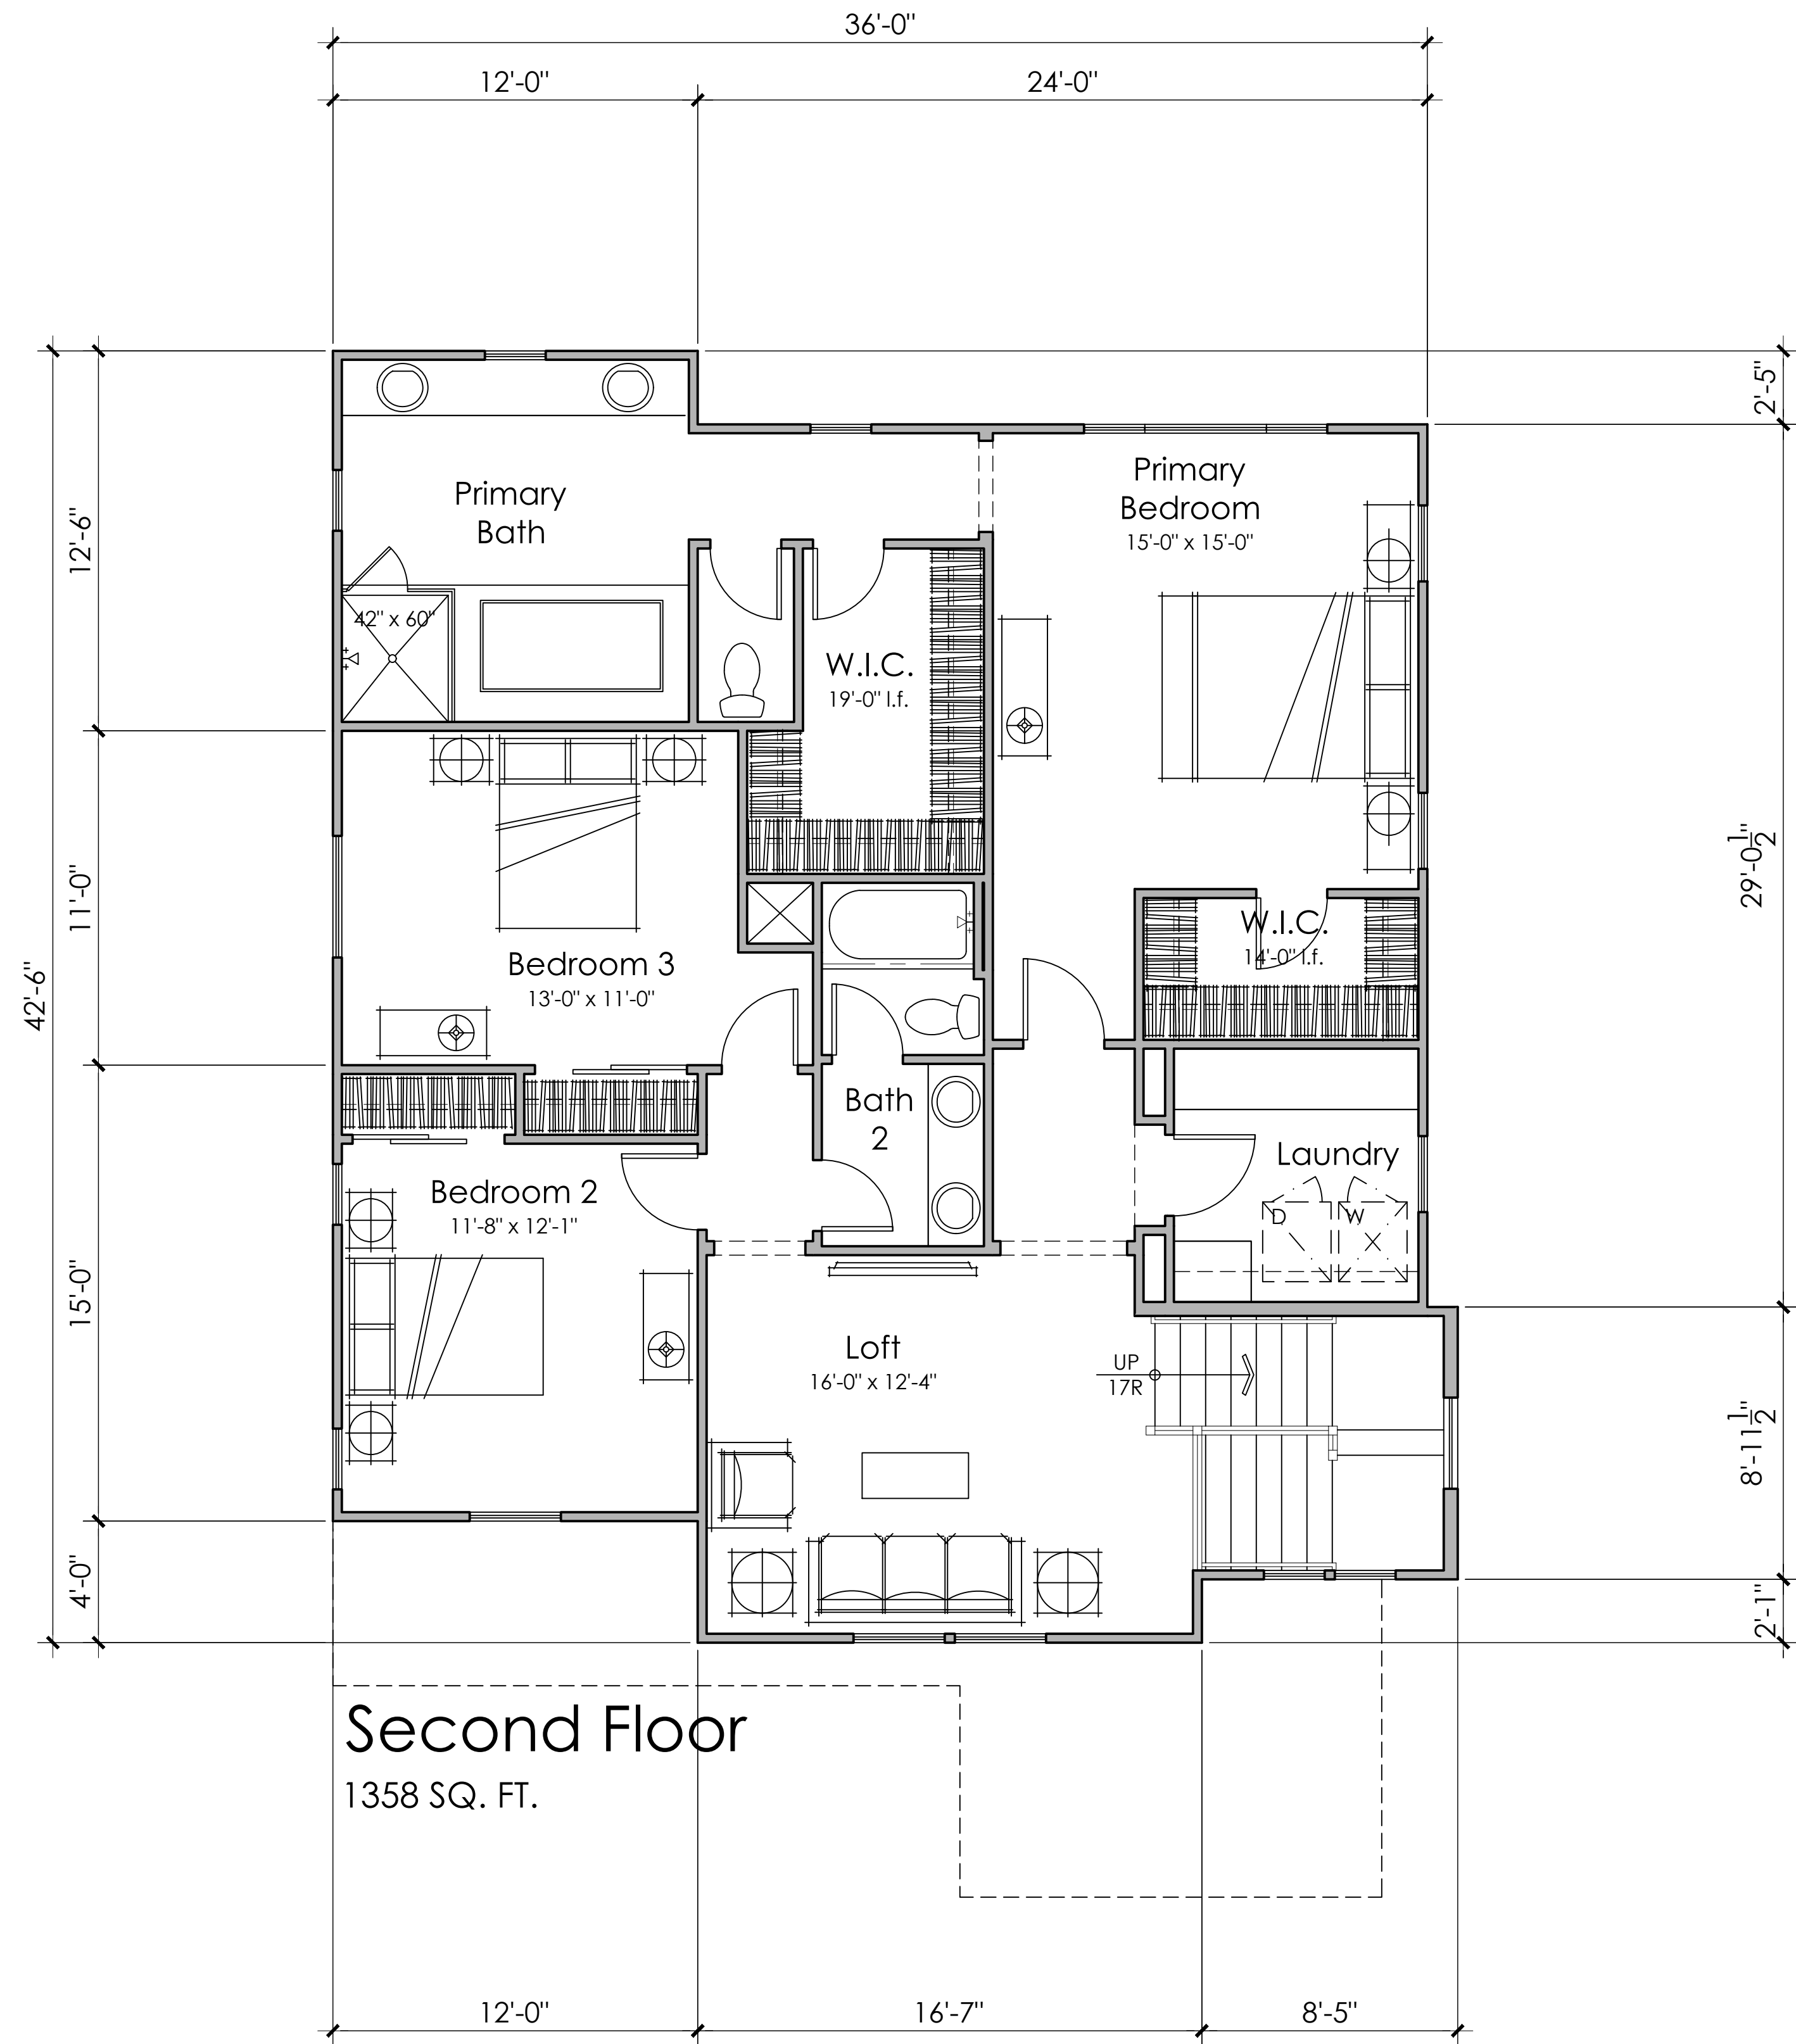 36'-0"
12'-0"
24'-0"
2'-5"
Primary
Bath
Primary
Bedroom
15'-0" x 15'-0"
12'-6"
42" x 60"
W.I.C.
19'-0" l.f.
29'-0 1/2"
11'-0"
W.I.C.
14'-0" l.f.
Bedroom 3
13'-0" x 11'-0"
42'-6"
Bath
2
Laundry
D
W
Bedroom 2
11'-8" x 12'-1"
15'-0"
Loft
16'-0" x 12'-4"
UP
17R
8'-11 1/2"
4'-0"
2'-1"
Second Floor
1358 SQ. FT.
12'-0"
16'-7"
8'-5"